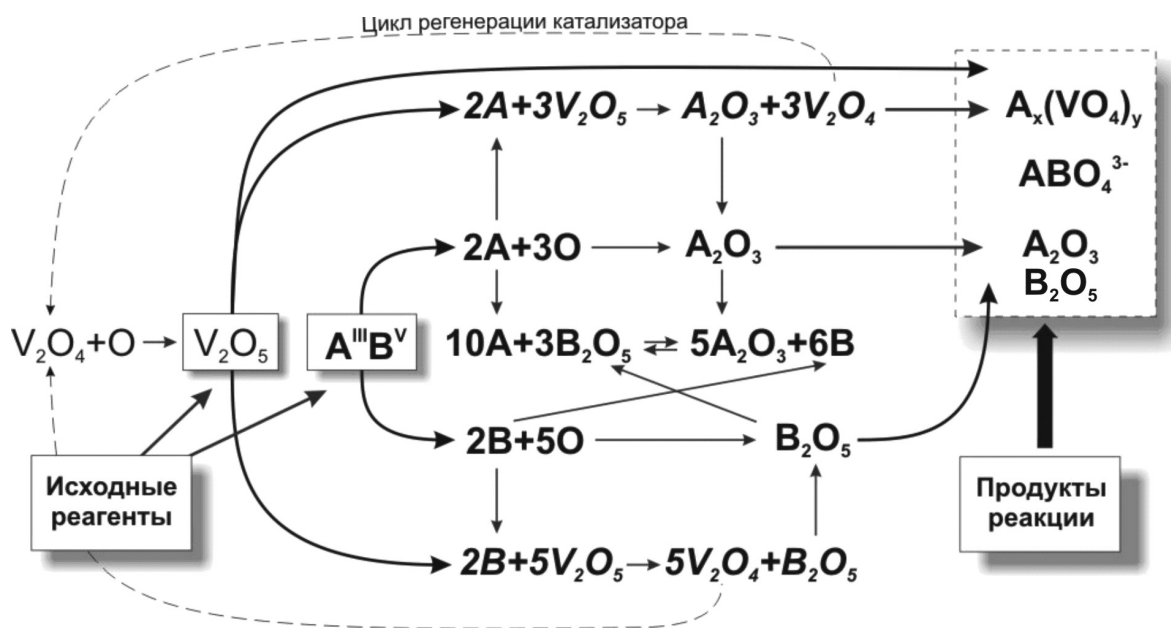 Цикл регенерации катализатора
2A+3V₂O₅ → A₂O₃+3V₂O₄
Aₓ(VO₄)ᵧ
ABO₄³⁻
2A+3O → A₂O₃
A₂O₃
B₂O₅
V₂O₄+O → V₂O₅
AᴵᴵᴵBⱽ
10A+3B₂O₅ ⇄ 5A₂O₃+6B
2B+5O → B₂O₅
Исходные
реагенты
Продукты
реакции
2B+5V₂O₅ → 5V₂O₄+B₂O₅